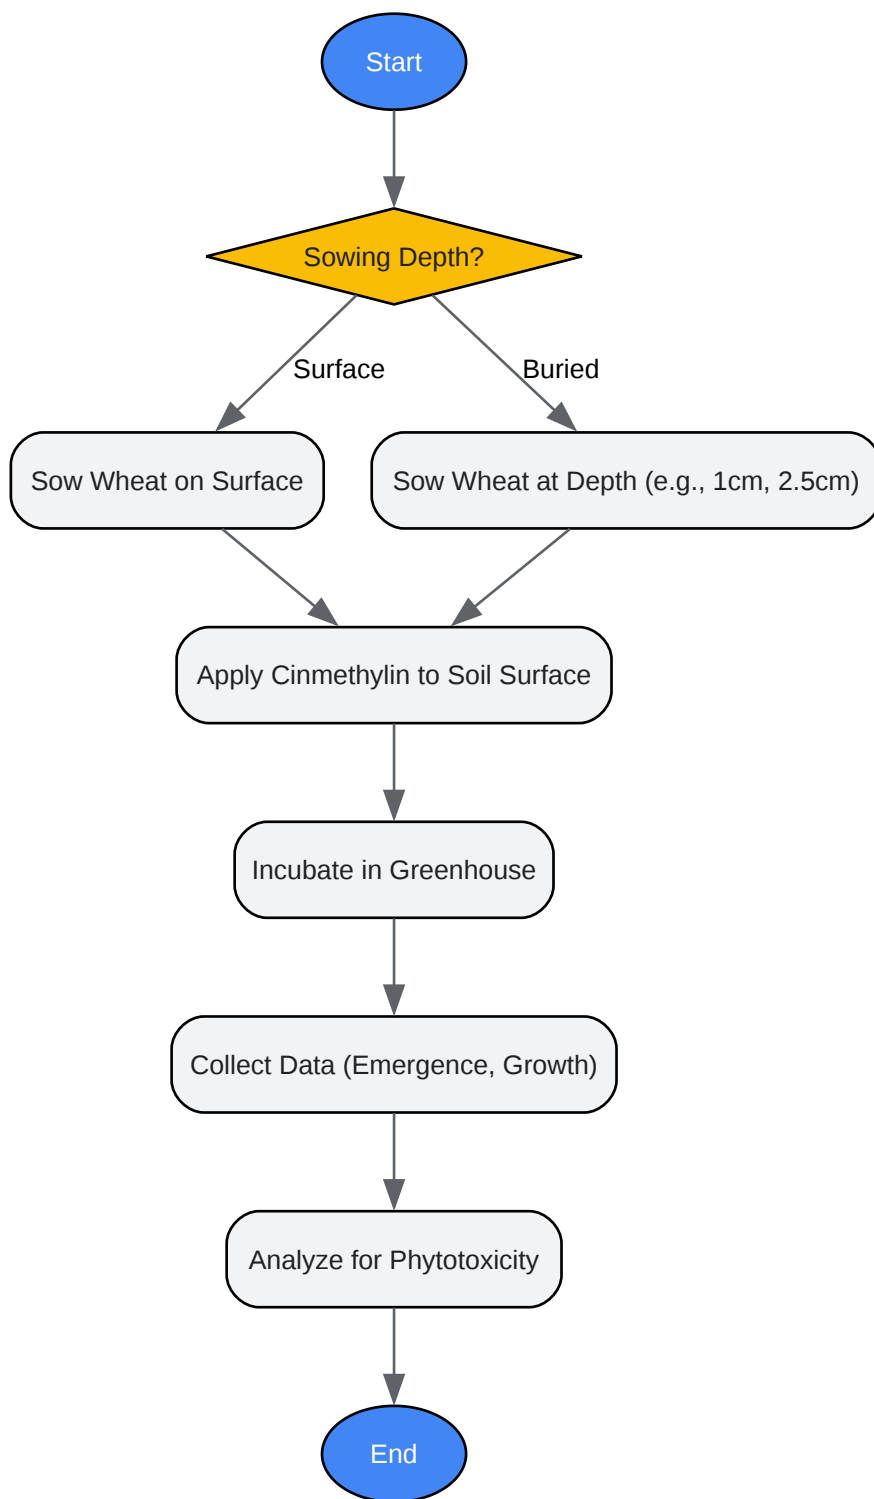 Start
Sowing Depth?
Surface
Buried
Sow Wheat on Surface
Sow Wheat at Depth (e.g., 1cm, 2.5cm)
Apply Cinmethylin to Soil Surface
Incubate in Greenhouse
Collect Data (Emergence, Growth)
Analyze for Phytotoxicity
End